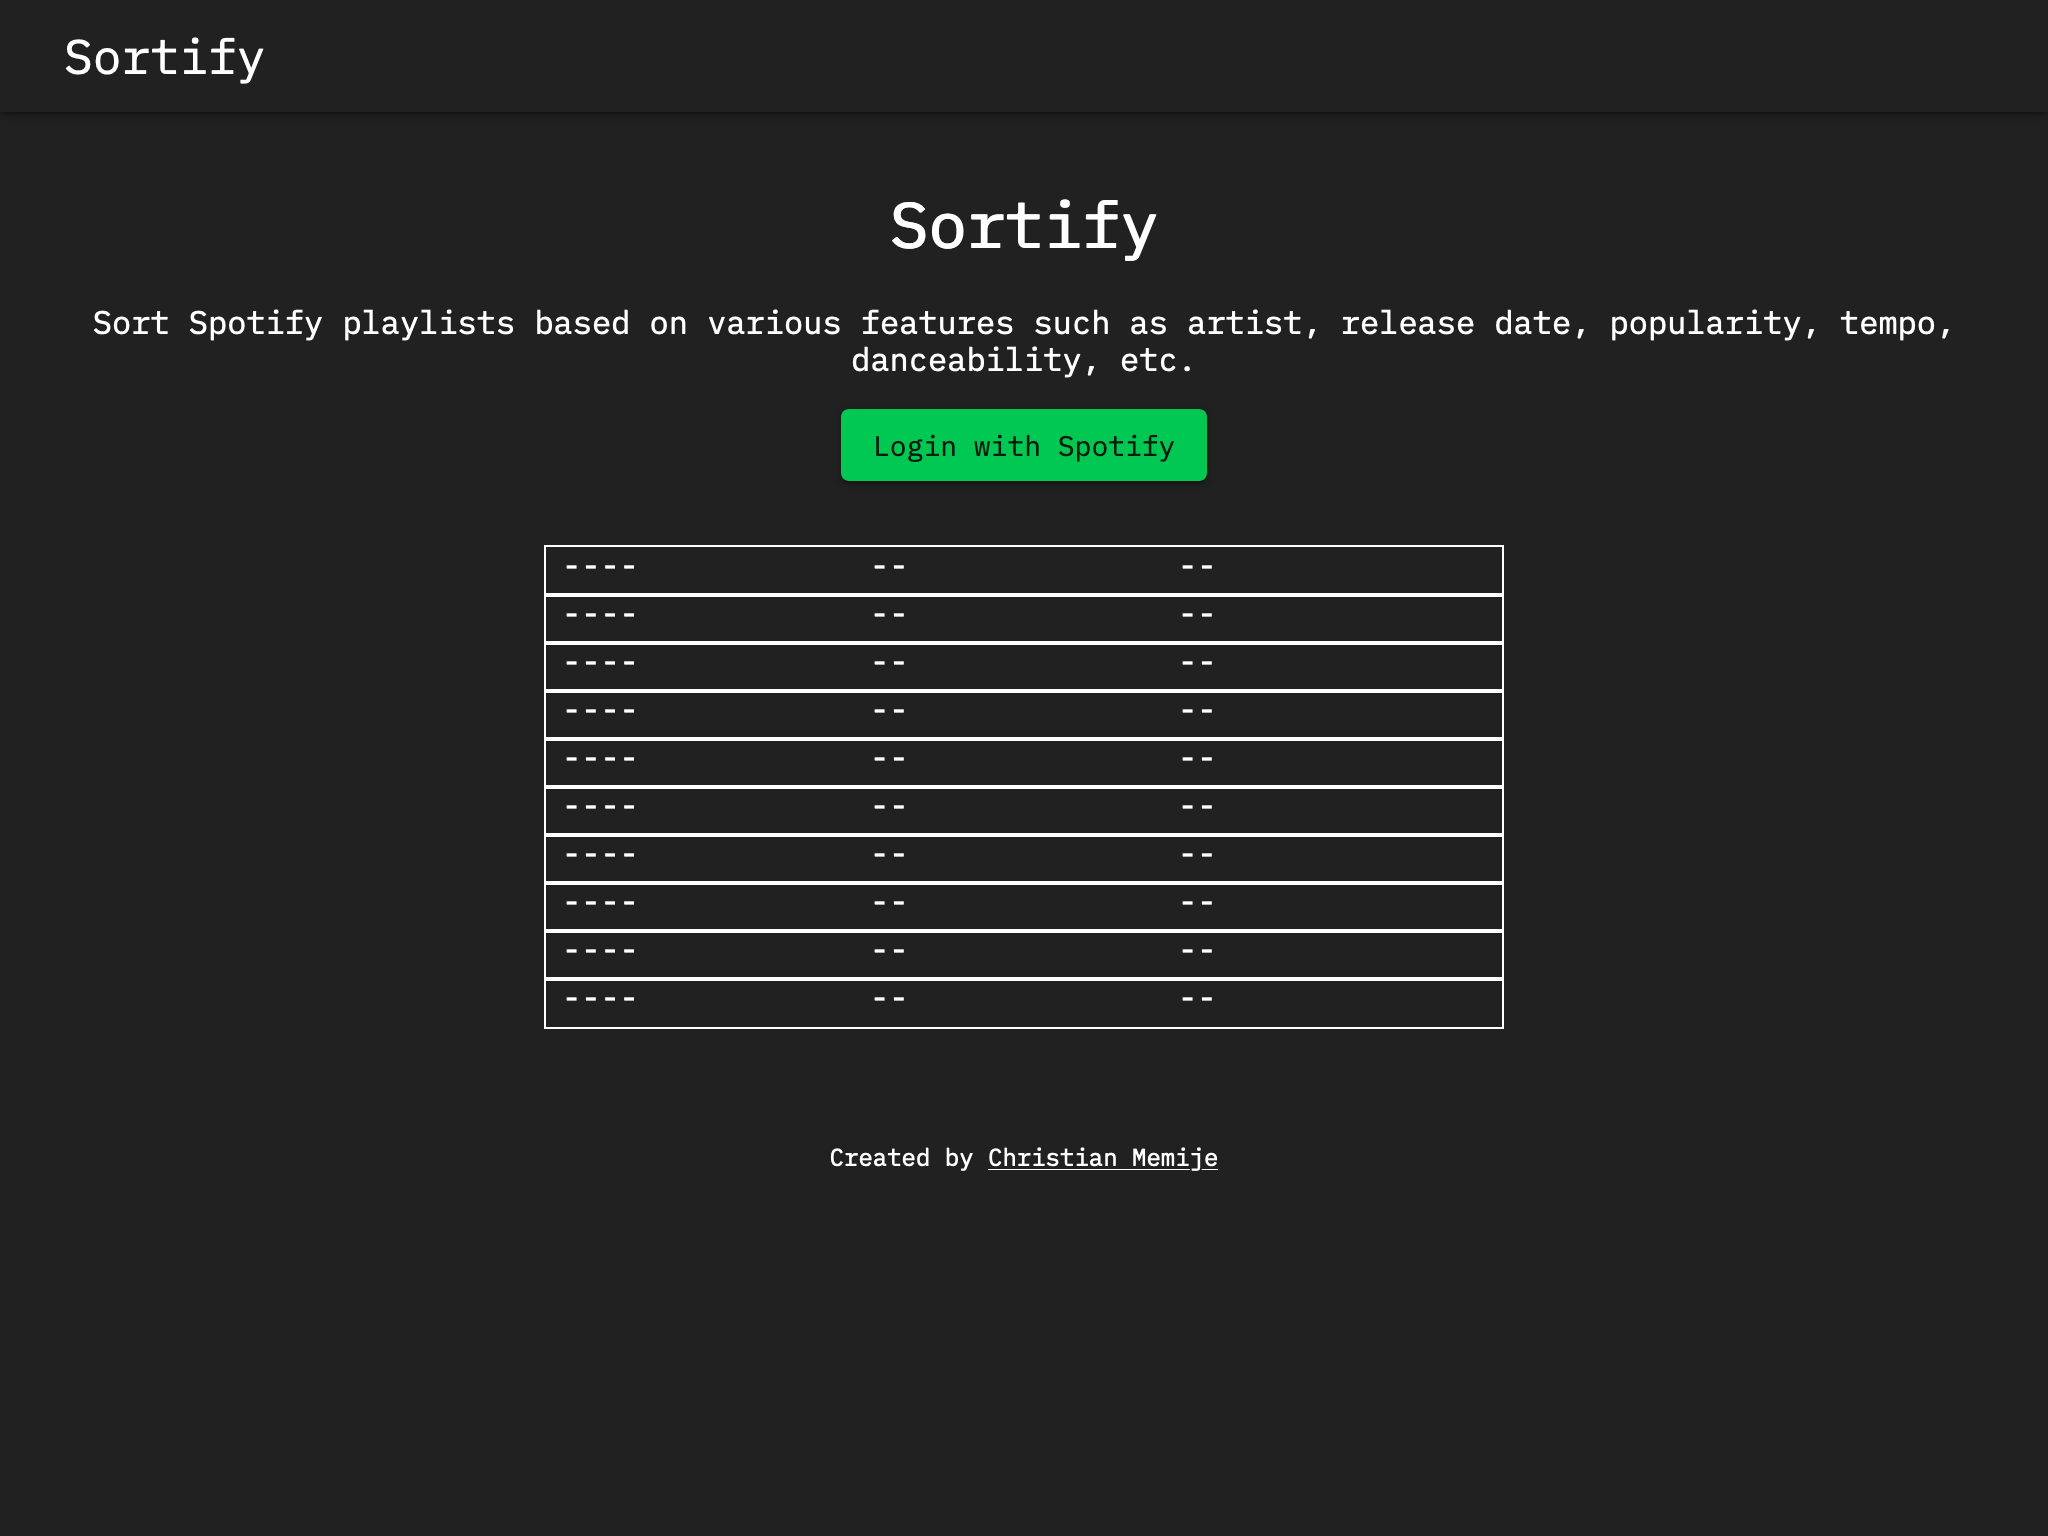 Sortify
Sortify
Sort Spotify playlists based on various features such as artist, release date, popularity, tempo,
danceability, etc.
Login with Spotify
---- -- --
---- -- --
---- -- --
---- -- --
---- -- --
---- -- --
---- -- --
---- -- --
---- -- --
---- -- --
Created by Christian Memije